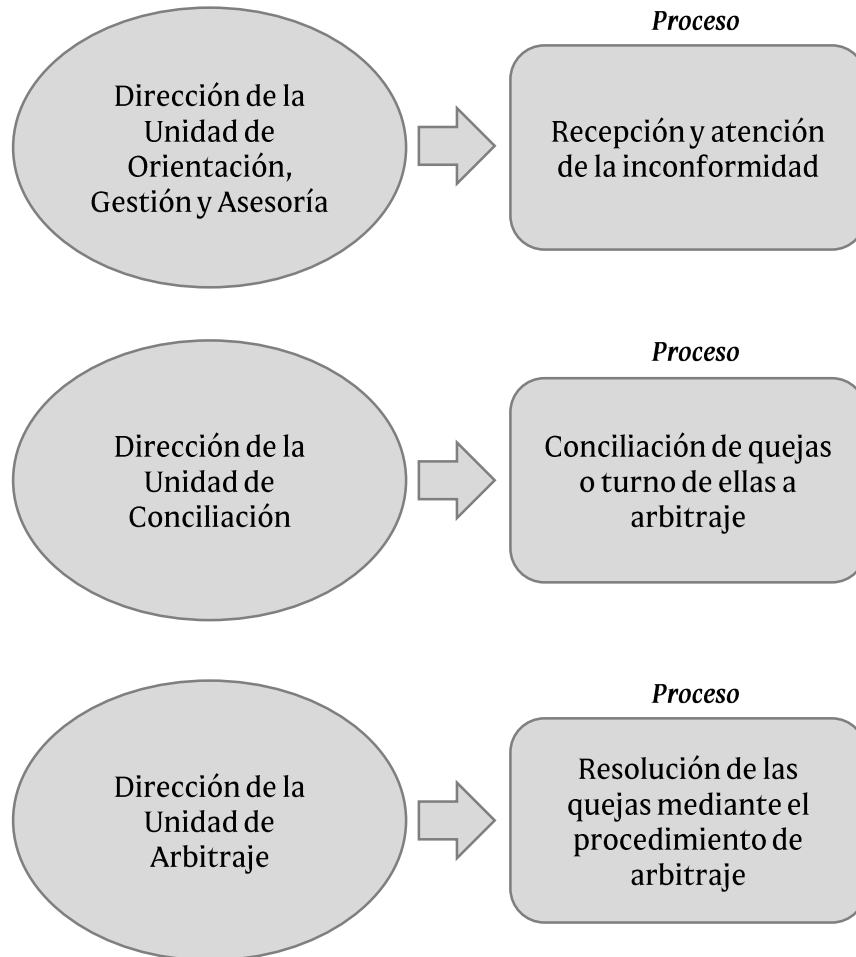 Proceso
Dirección de la
Unidad de
Orientación,
Gestión y Asesoría
Recepción y atención
de la inconformidad
Proceso
Dirección de la
Unidad de
Conciliación
Conciliación de quejas
o turno de ellas a
arbitraje
Proceso
Dirección de la
Unidad de
Arbitraje
Resolución de las
quejas mediante el
procedimiento de
arbitraje